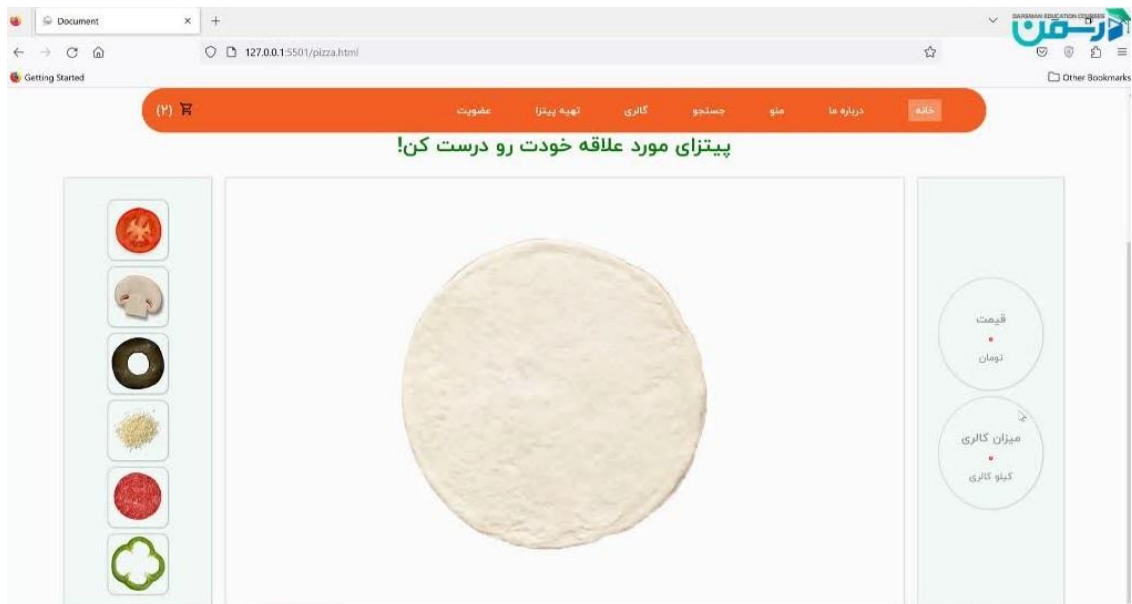 Document
DARSMAN EDUCATION COURSES
درسمن
127.0.0.1:5501/pizza.html
Getting Started
Other Bookmarks
خانه درباره ما منو جستجو گالری تهیه پیتزا عضویت (۲)
پیتزای مورد علاقه خودت رو درست کن!
قیمت
۰
تومان
میزان کالری
۰
کیلو کالری